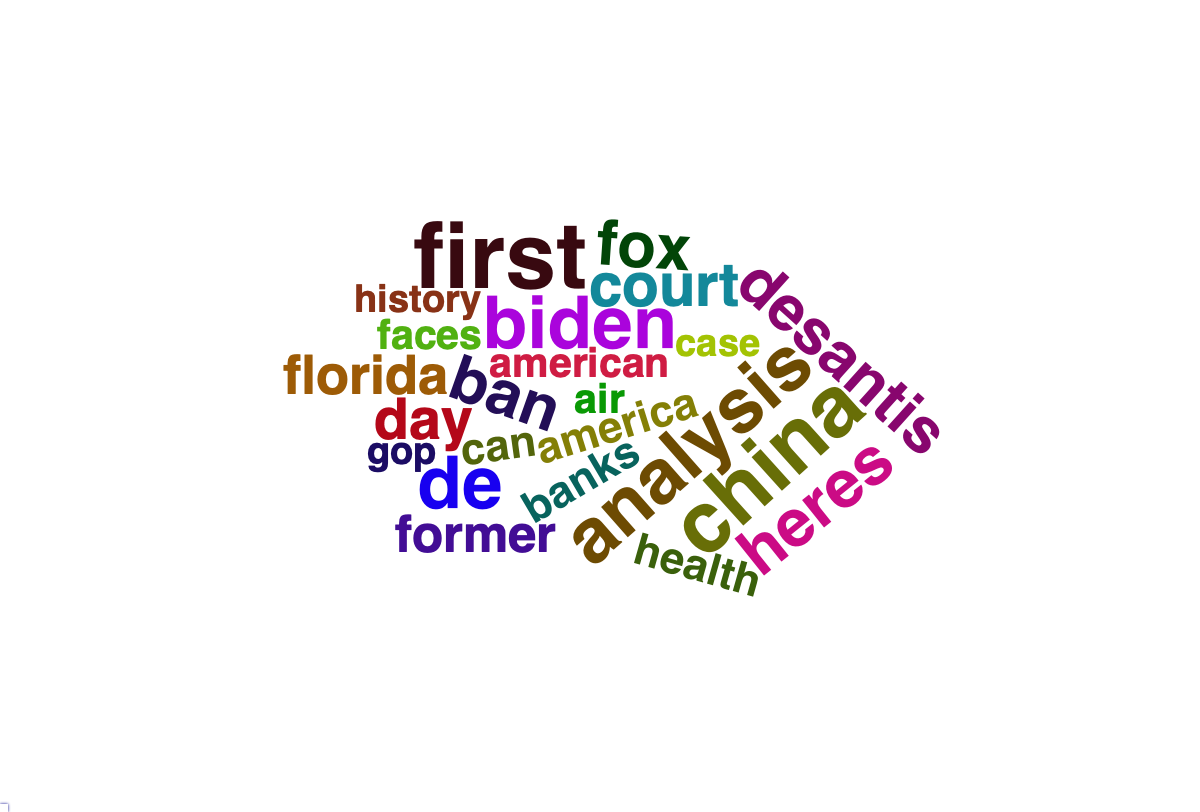 first
fox
court
desantis
history
biden
faces
case
american
florida
ban
analysis
air
china
day
america
can
gop
banks
de
heres
former
health